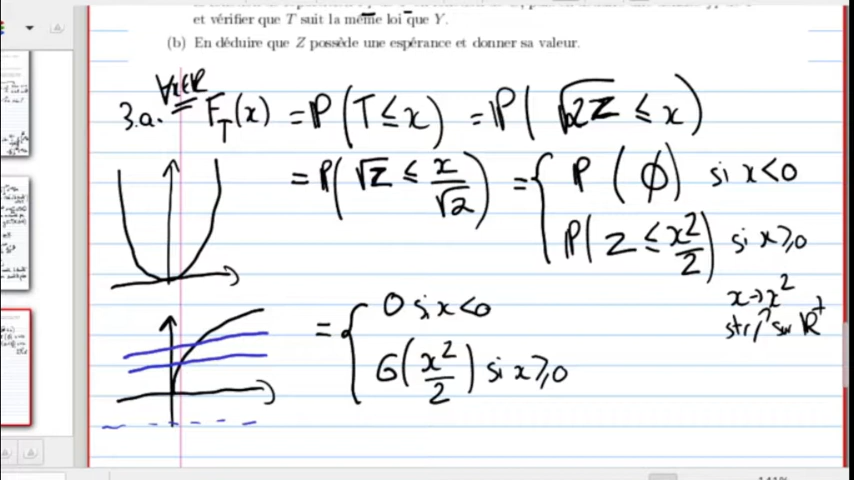 et vérifier que T suit la même loi que Y.
(b) En déduire que Z possède une espérance et donner sa valeur.
3.a. ∀x∈ℝ F_T(x) = P(T ≤ x) = P(√2Z ≤ x)
= P(√Z ≤ x/√2) = { P(∅) si x<0
P(Z ≤ x²/2) si x⩾0
x→x²
str ↗ sur ℝ⁺
= { 0 si x<0
G(x²/2) si x⩾0